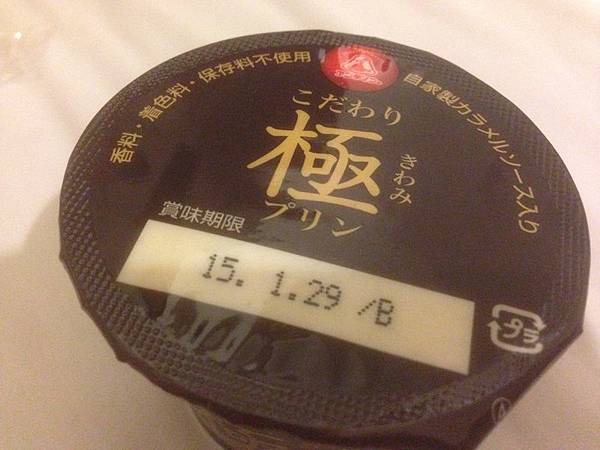 香料・着色料・保存料不使用
自家製カラメルソース入り
こだわり
極
きわみ
プリン
賞味期限
15. 1.29 /B
プラ